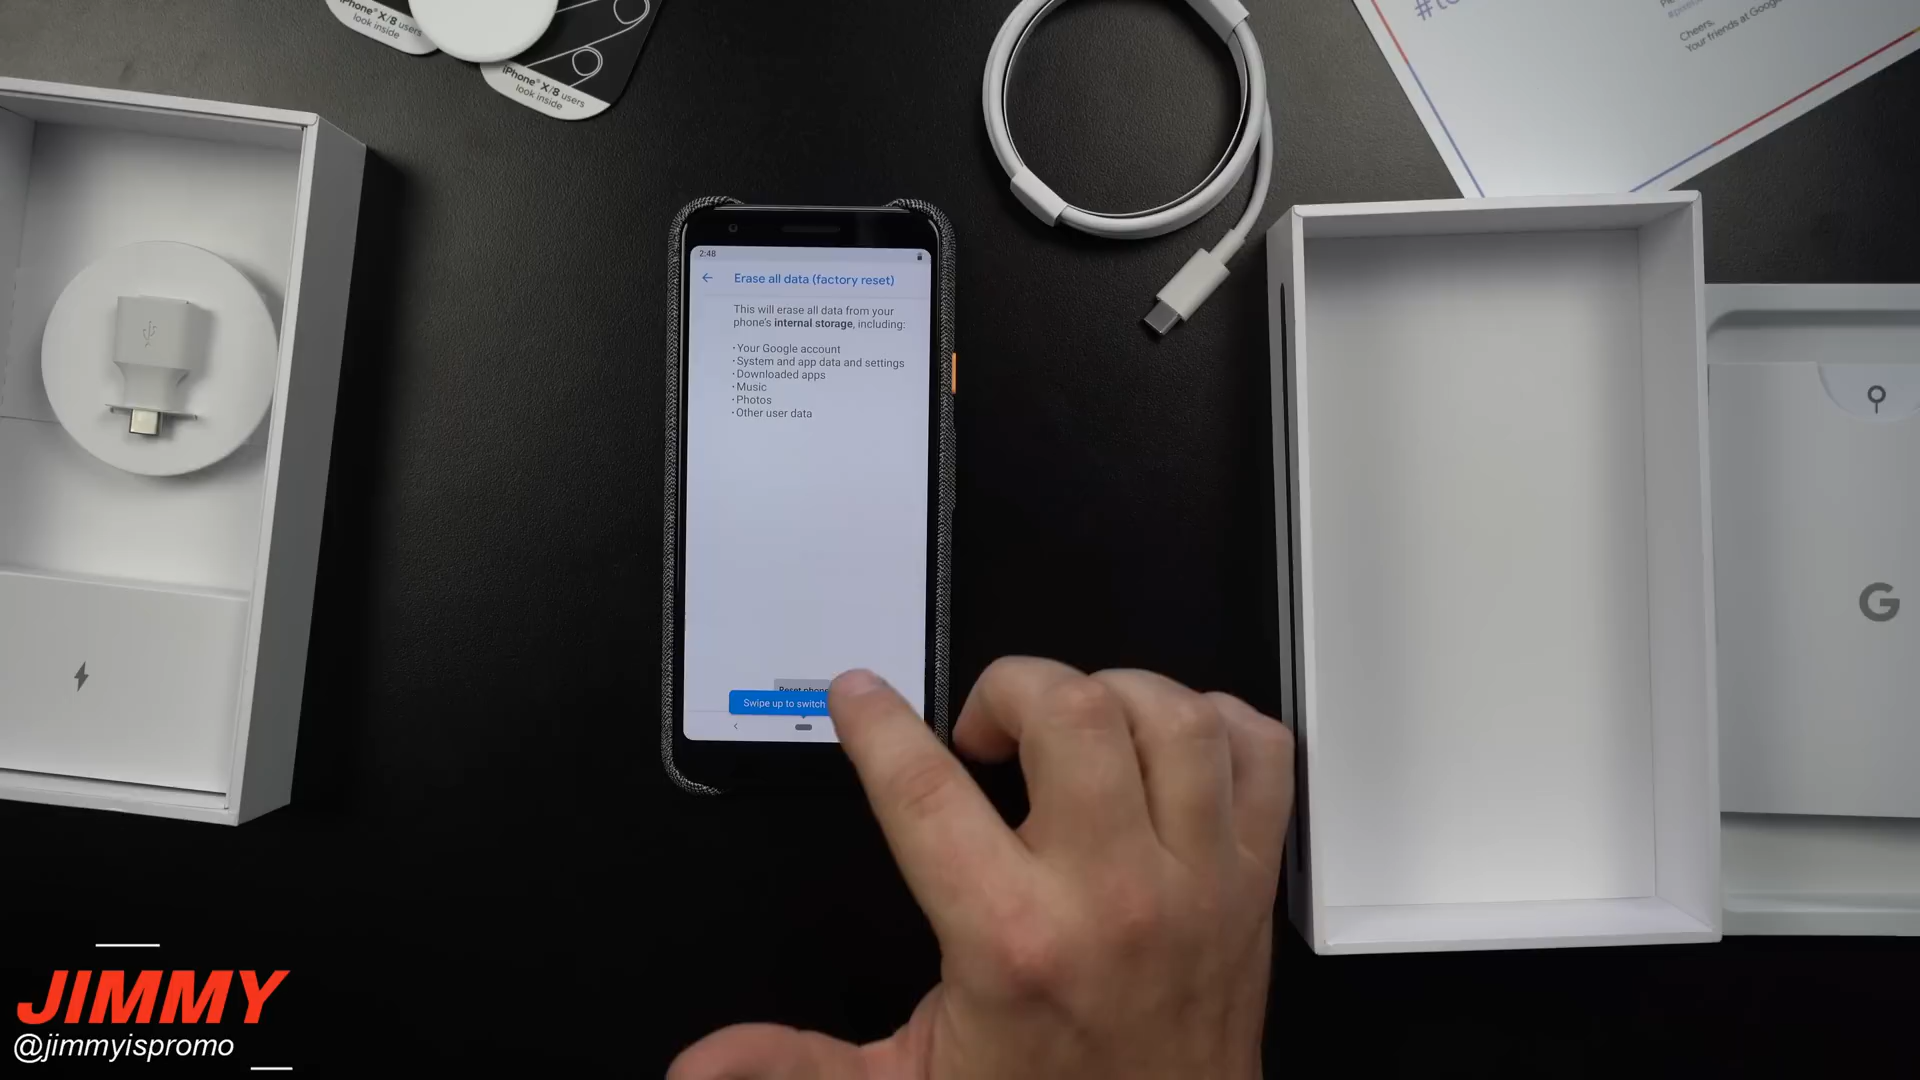 iPhone® X/8 users
look inside
iPhone® X/8 users
look inside
Cheers,
Your friends at Google
2:48
Erase all data (factory reset)
This will erase all data from your
phone's internal storage, including:
• Your Google account
• System and app data and settings
• Downloaded apps
• Music
• Photos
• Other user data
Reset phone
Swipe up to switch
G
JIMMY
@jimmyispromo